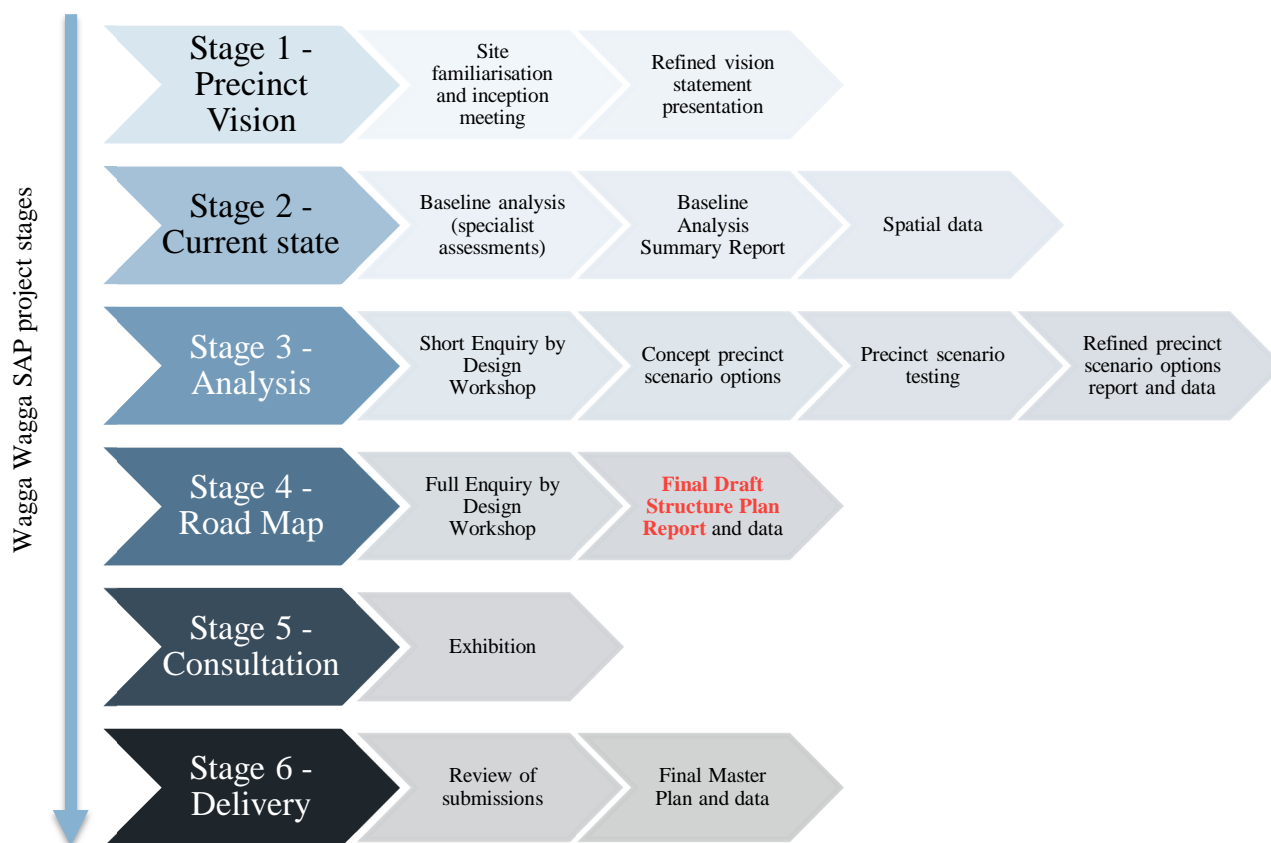 Wagga Wagga SAP project stages
Stage 1 -
Precinct
Vision
Site
familiarisation
and inception
meeting
Refined vision
statement
presentation
Stage 2 -
Current state
Baseline analysis
(specialist
assessments)
Baseline
Analysis
Summary Report
Spatial data
Stage 3 -
Analysis
Short Enquiry by
Design
Workshop
Concept precinct
scenario options
Precinct scenario
testing
Refined precinct
scenario options
report and data
Stage 4 -
Road Map
Full Enquiry by
Design
Workshop
Final Draft
Structure Plan
Report and data
Stage 5 -
Consultation
Exhibition
Stage 6 -
Delivery
Review of
submissions
Final Master
Plan and data